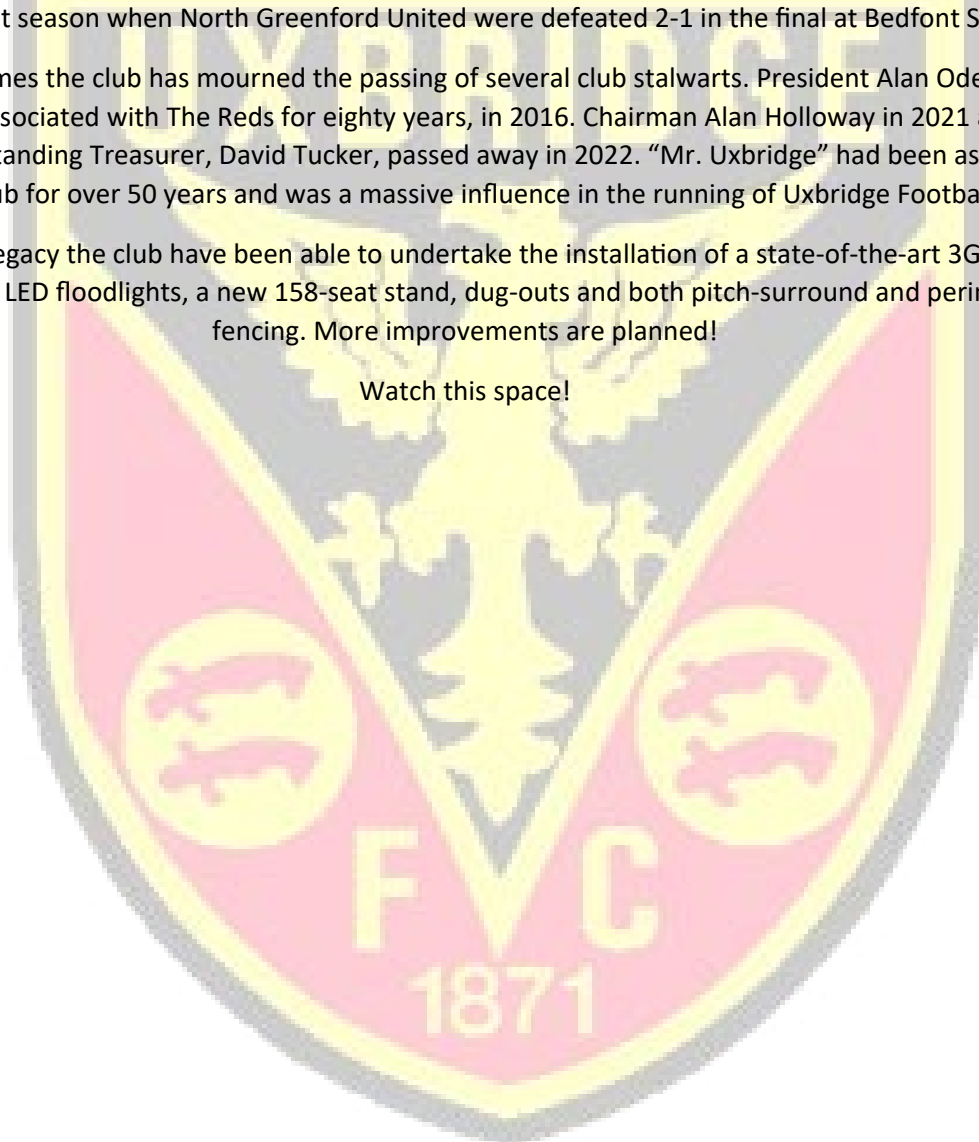 t season when North Greenford United were defeated 2-1 in the final at Bedfont S
mes the club has mourned the passing of several club stalwarts. President Alan Ode
sociated with The Reds for eighty years, in 2016. Chairman Alan Holloway in 2021
tanding Treasurer, David Tucker, passed away in 2022. “Mr. Uxbridge” had been as
ub for over 50 years and was a massive influence in the running of Uxbridge Footba
egacy the club have been able to undertake the installation of a state-of-the-art 3G
LED floodlights, a new 158-seat stand, dug-outs and both pitch-surround and perin
fencing. More improvements are planned!
Watch this space!
UXBRIDGE
F C
1871